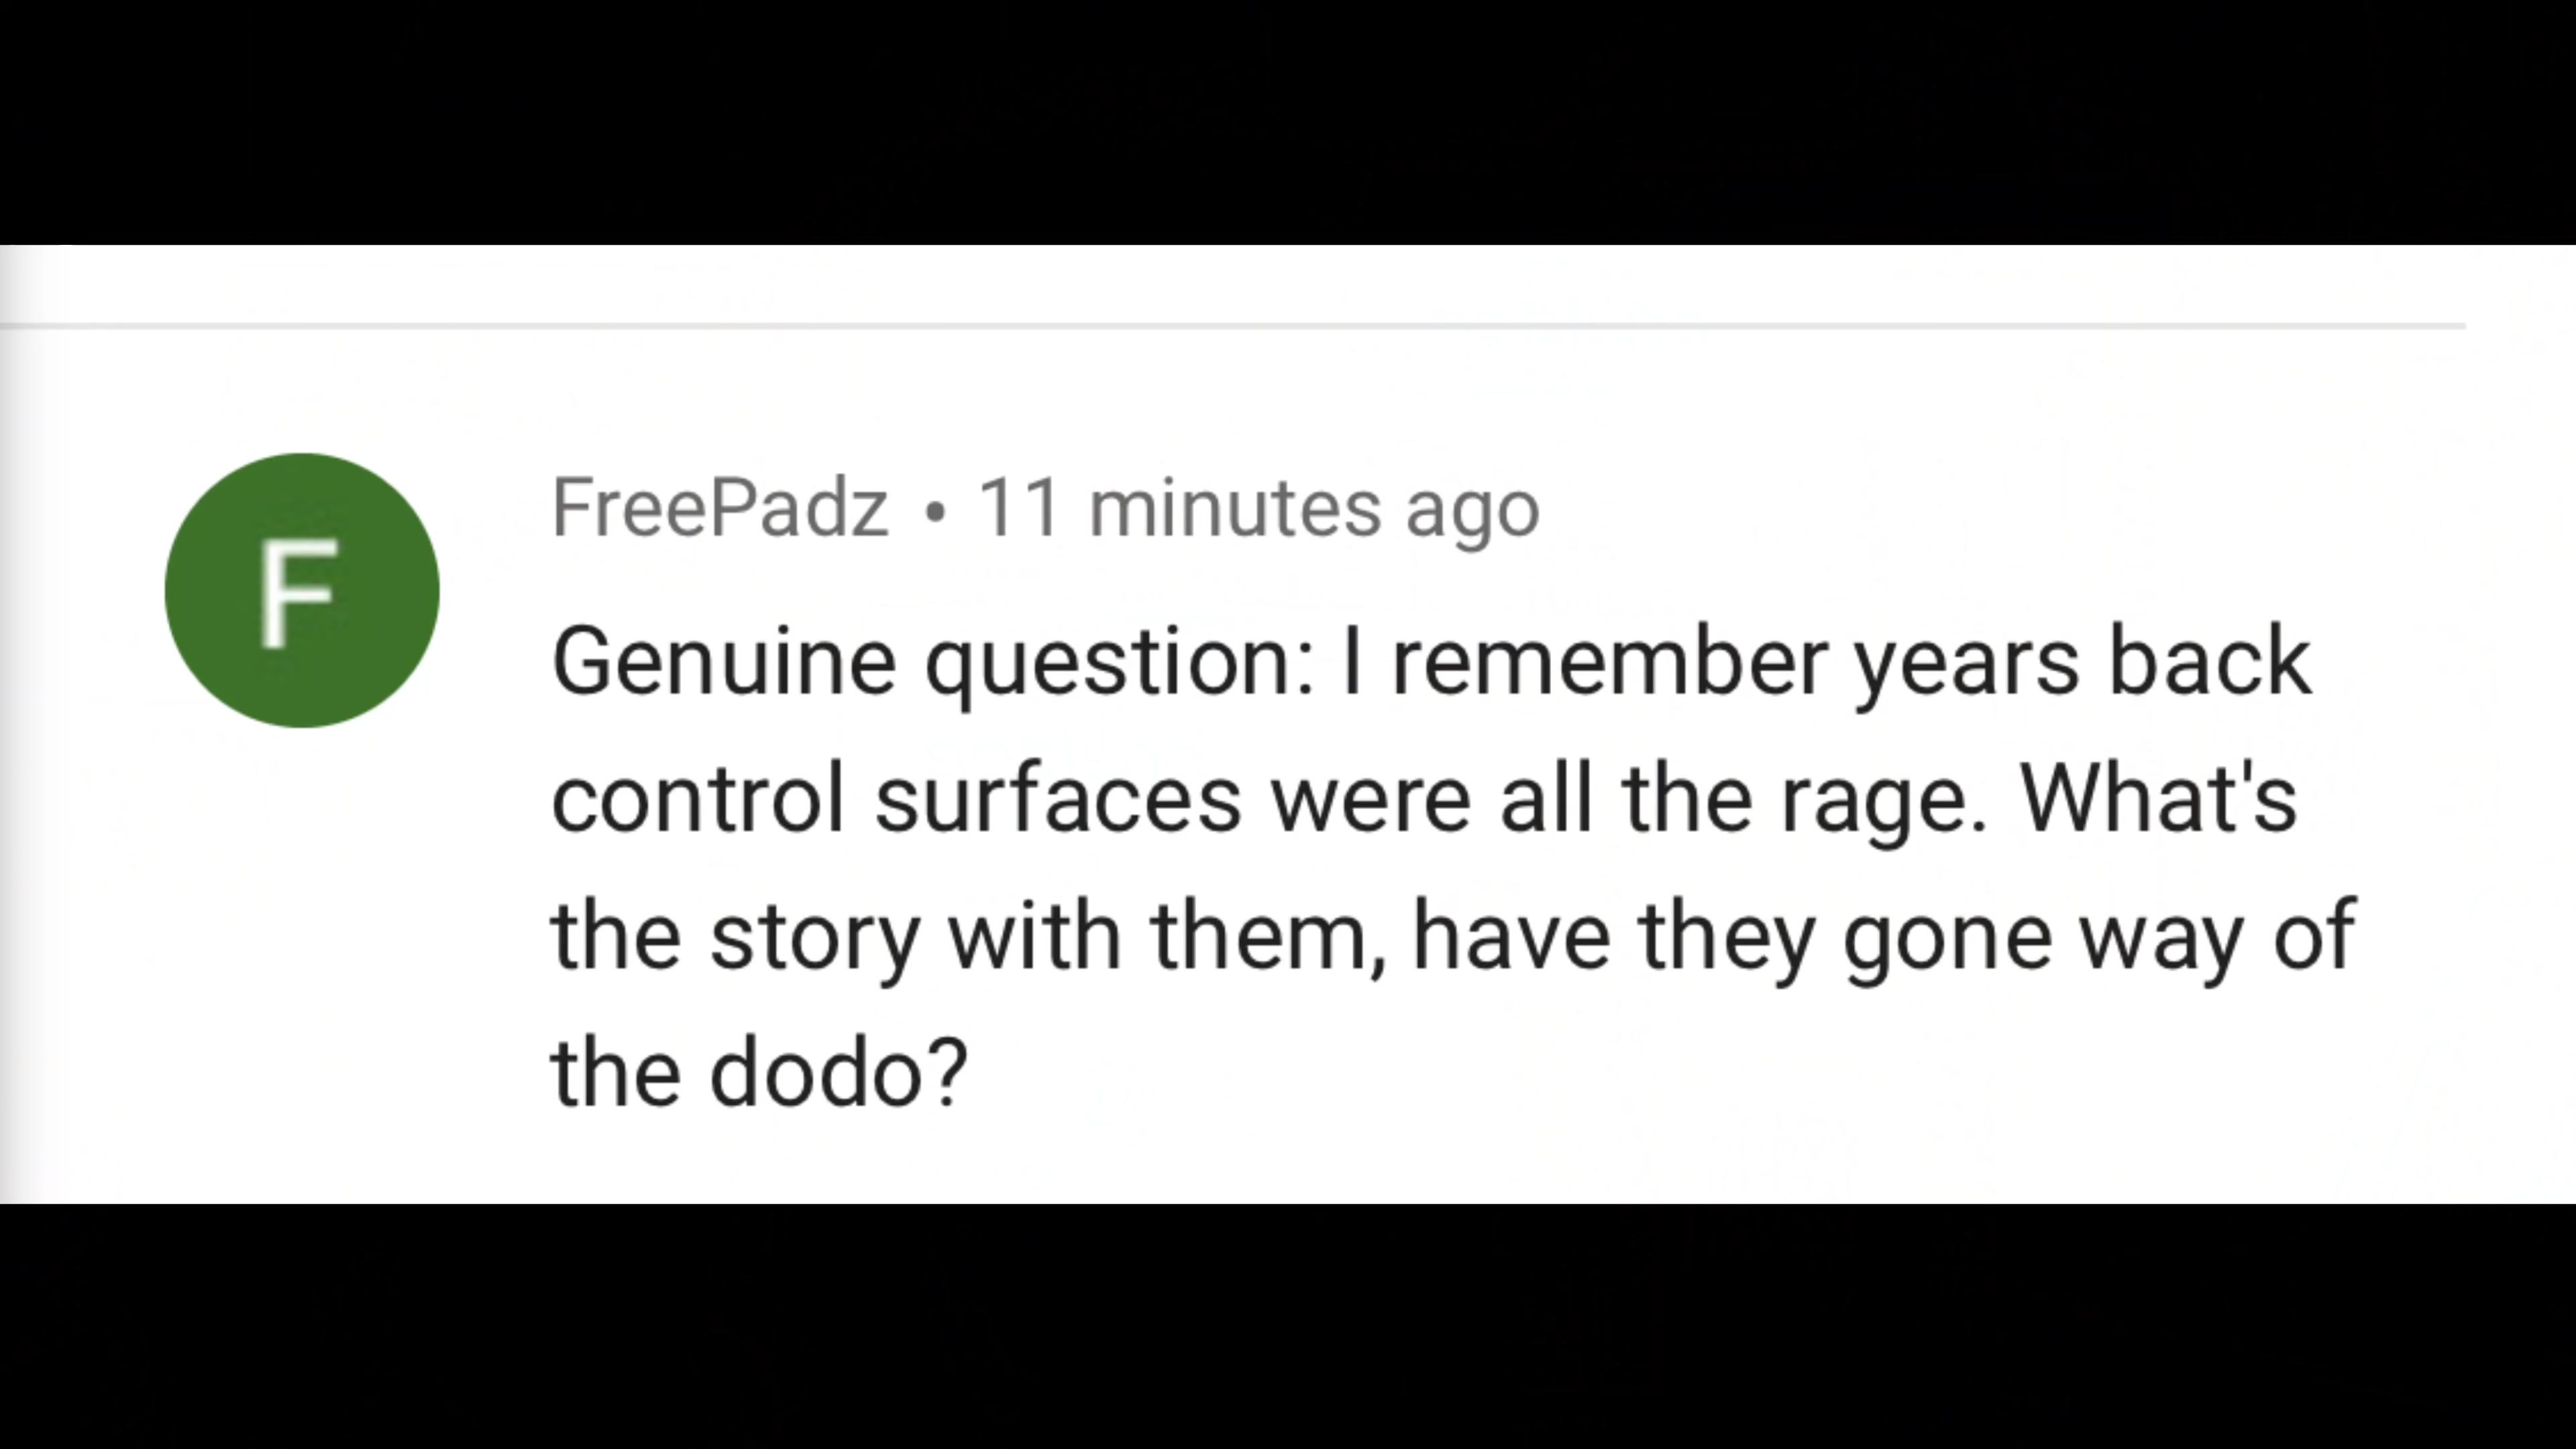 F
FreePadz • 11 minutes ago
Genuine question: I remember years back
control surfaces were all the rage. What's
the story with them, have they gone way of
the dodo?